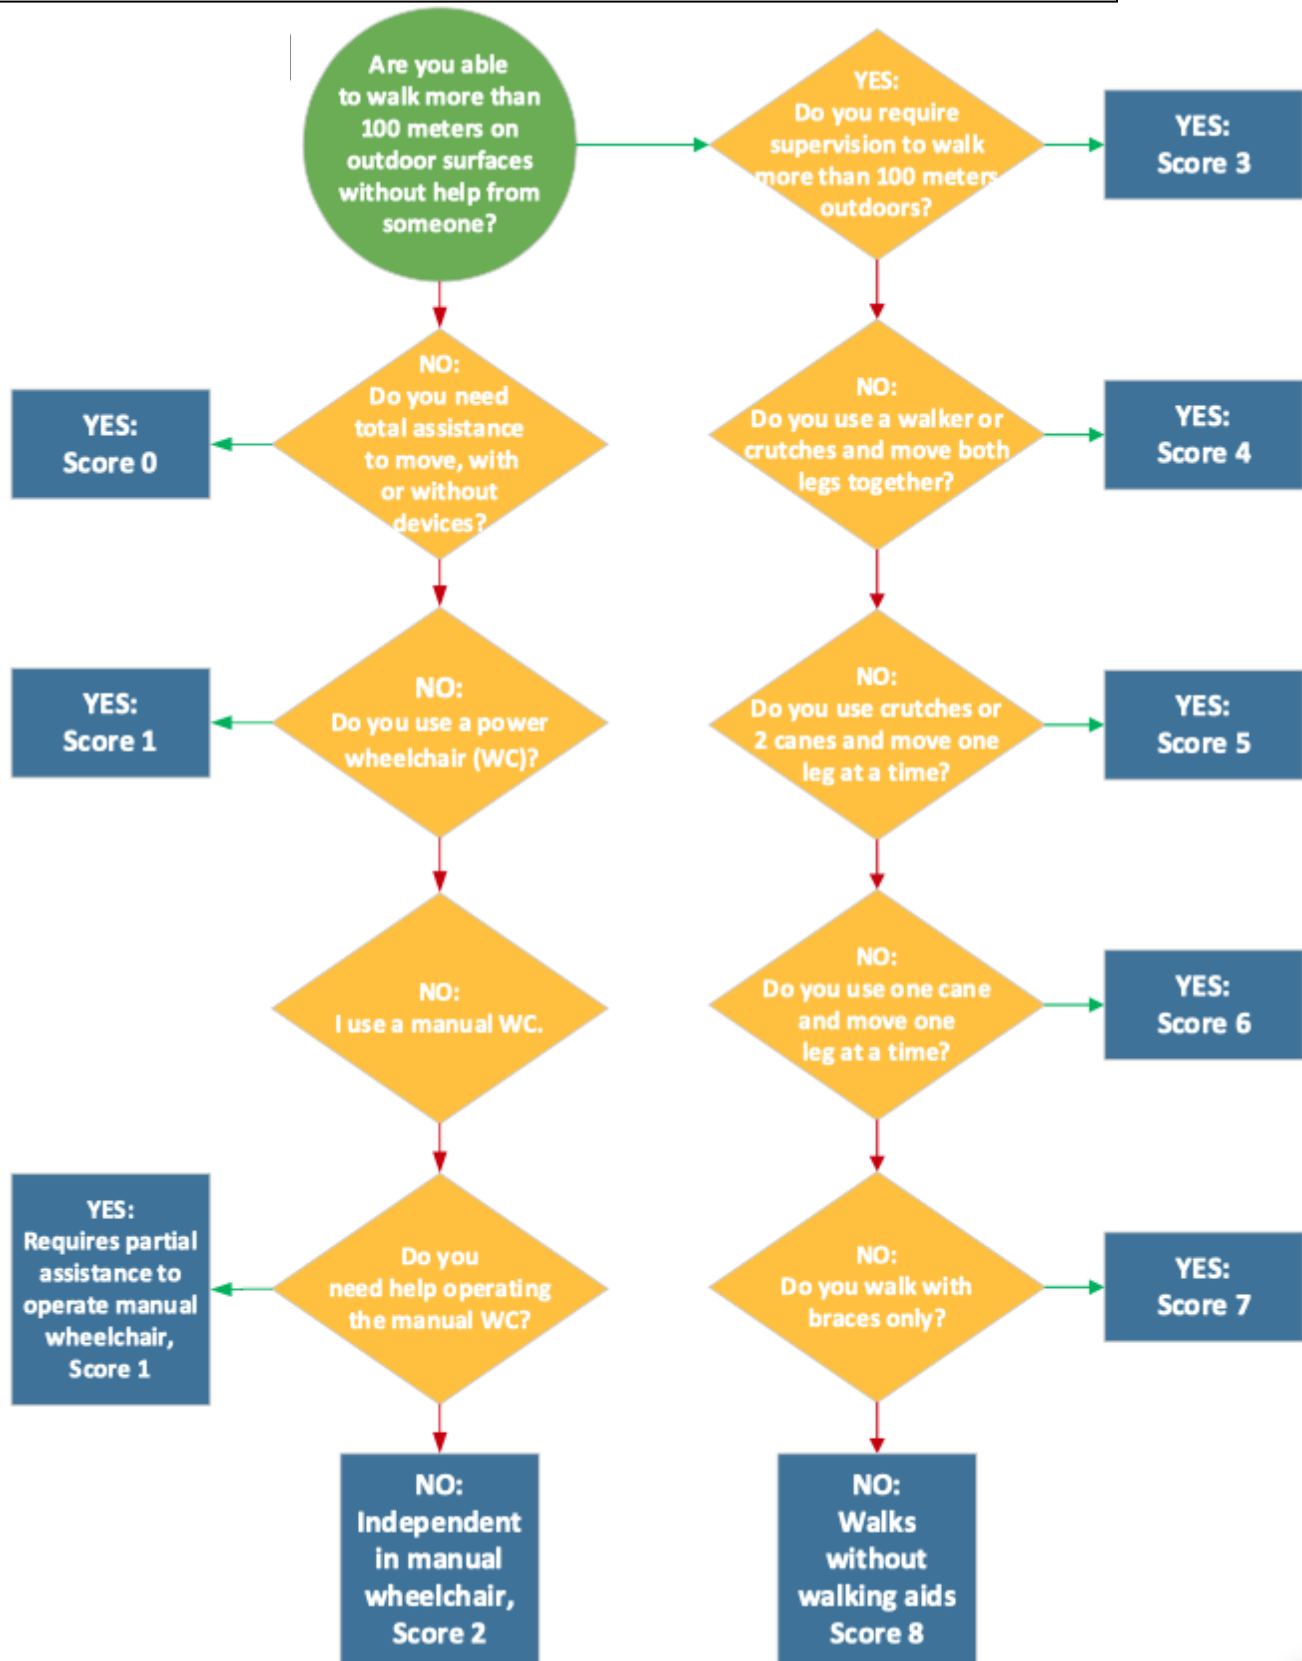 Are you able
to walk more than
100 meters on
outdoor surfaces
without help from
someone?
YES:
Do you require
supervision to walk
more than 100 meters
outdoors?
YES:
Score 3
NO:
Do you need
total assistance
to move, with
or without
devices?
YES:
Score 0
NO:
Do you use a walker or
crutches and move both
legs together?
YES:
Score 4
NO:
Do you use a power
wheelchair (WC)?
YES:
Score 1
NO:
Do you use crutches or
2 canes and move one
leg at a time?
YES:
Score 5
NO:
I use a manual WC.
NO:
Do you use one cane
and move one
leg at a time?
YES:
Score 6
YES:
Requires partial
assistance to
operate manual
wheelchair,
Score 1
Do you
need help operating
the manual WC?
NO:
Do you walk with
braces only?
YES:
Score 7
NO:
Independent
in manual
wheelchair,
Score 2
NO:
Walks
without
walking aids
Score 8